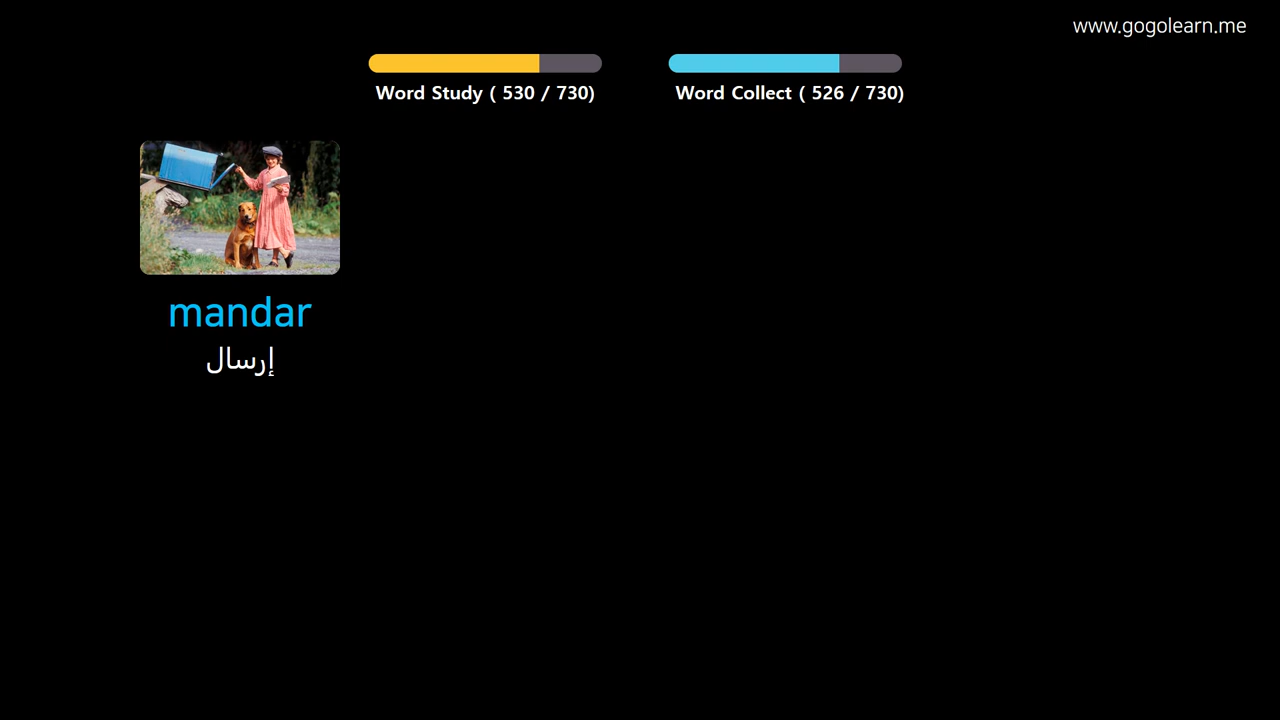 www.gogolearn.me
Word Study ( 530 / 730)
Word Collect ( 526 / 730)
mandar
إرسال